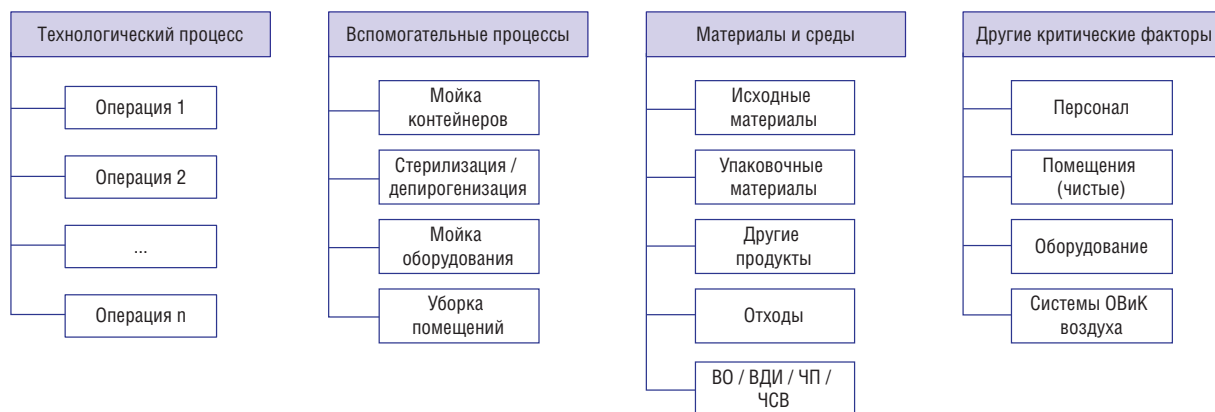 Технологический процесс
Операция 1
Операция 2
...
Операция n
Вспомогательные процессы
Мойка
контейнеров
Стерилизация /
депирогенизация
Мойка
оборудования
Уборка
помещений
Материалы и среды
Исходные
материалы
Упаковочные
материалы
Другие
продукты
Отходы
ВО / ВДИ / ЧП /
ЧСВ
Другие критические факторы
Персонал
Помещения
(чистые)
Оборудование
Системы ОВиК
воздуха